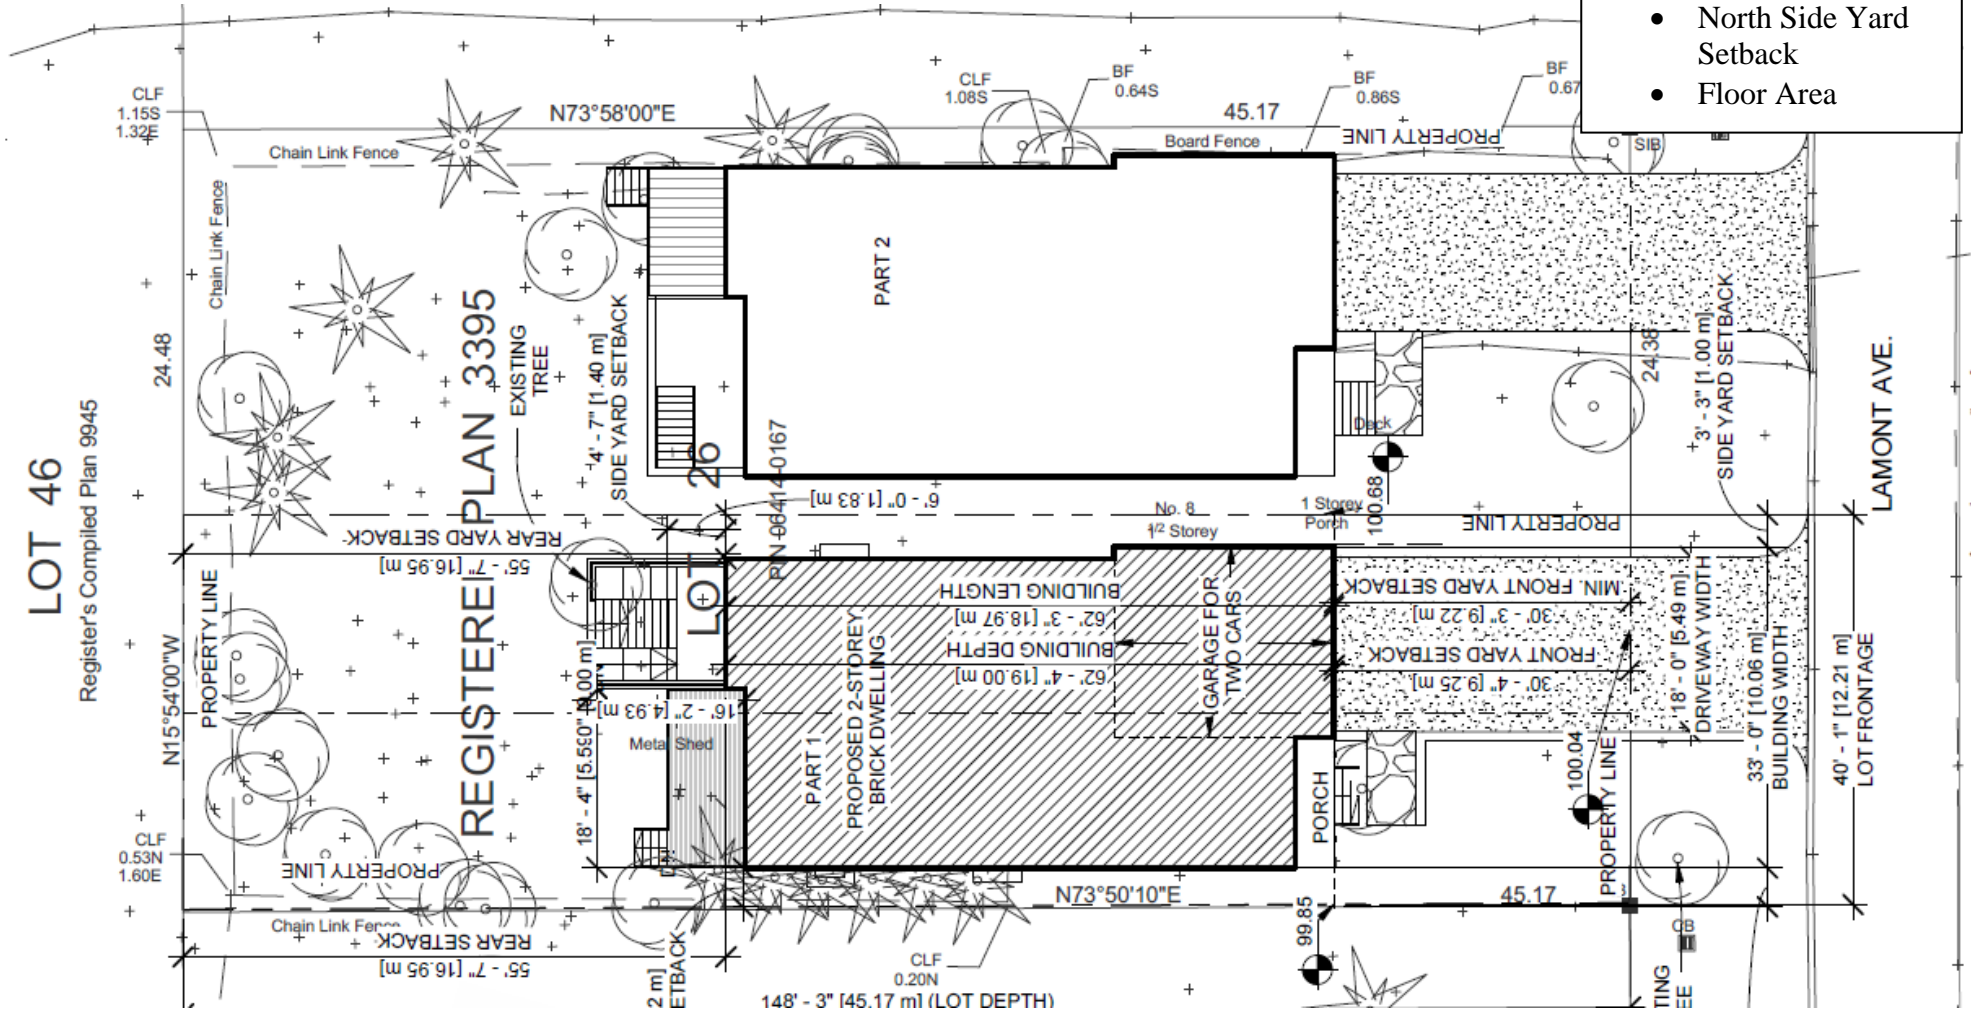 • North Side Yard
Setback
• Floor Area
CLF
1.15S
1.32E
N73°58'00"E
CLF
1.08S
BF
0.64S
45.17
BF
0.86S
BF
0.67
Chain Link Fence
Board Fence
PROPERTY LINE
SIB
Chain Link Fence
PART 2
24.48
LOT 46
Register's Compiled Plan 9945
REGISTERE PLAN 3395
EXISTING
TREE
4' - 7" [1.40 m]
SIDE YARD SETBACK
LOT 26
PIN 06414-0167
6' - 0" [1.83 m]
Deck
100.68
24.38
3' - 3" [1.00 m]
SIDE YARD SETBACK
LAMONT AVE.
No. 8
1/2 Storey
1 Storey
Porch
PROPERTY LINE
REAR YARD SETBACK
55' - 7" [16.95 m]
N15°54'00"W
PROPERTY LINE
BUILDING LENGTH
62' - 3" [18.97 m]
BUILDING DEPTH
62' - 4" [19.00 m]
GARAGE FOR
TWO CARS
MIN. FRONT YARD SETBACK
30' - 3" [9.22 m]
FRONT YARD SETBACK
30' - 4" [9.25 m]
18' - 0" [5.49 m]
DRIVEWAY WIDTH
33' - 0" [10.06 m]
BUILDING WIDTH
40' - 1" [12.21 m]
LOT FRONTAGE
16' - 2" [4.93 m]
Metal Shed
18' - 4" [5.590"
PART 1
PROPOSED 2-STOREY
BRICK DWELLING
PORCH
100.04
PROPERTY LINE
CLF
0.53N
1.60E
PROPERTY LINE
Chain Link Fence
REAR SETBACK
55' - 7" [16.95 m]
2 m]
ETBACK
N73°50'10"E
45.17
99.85
CLF
0.20N
148' - 3" [45.17 m] (LOT DEPTH)
CB
TING
EE